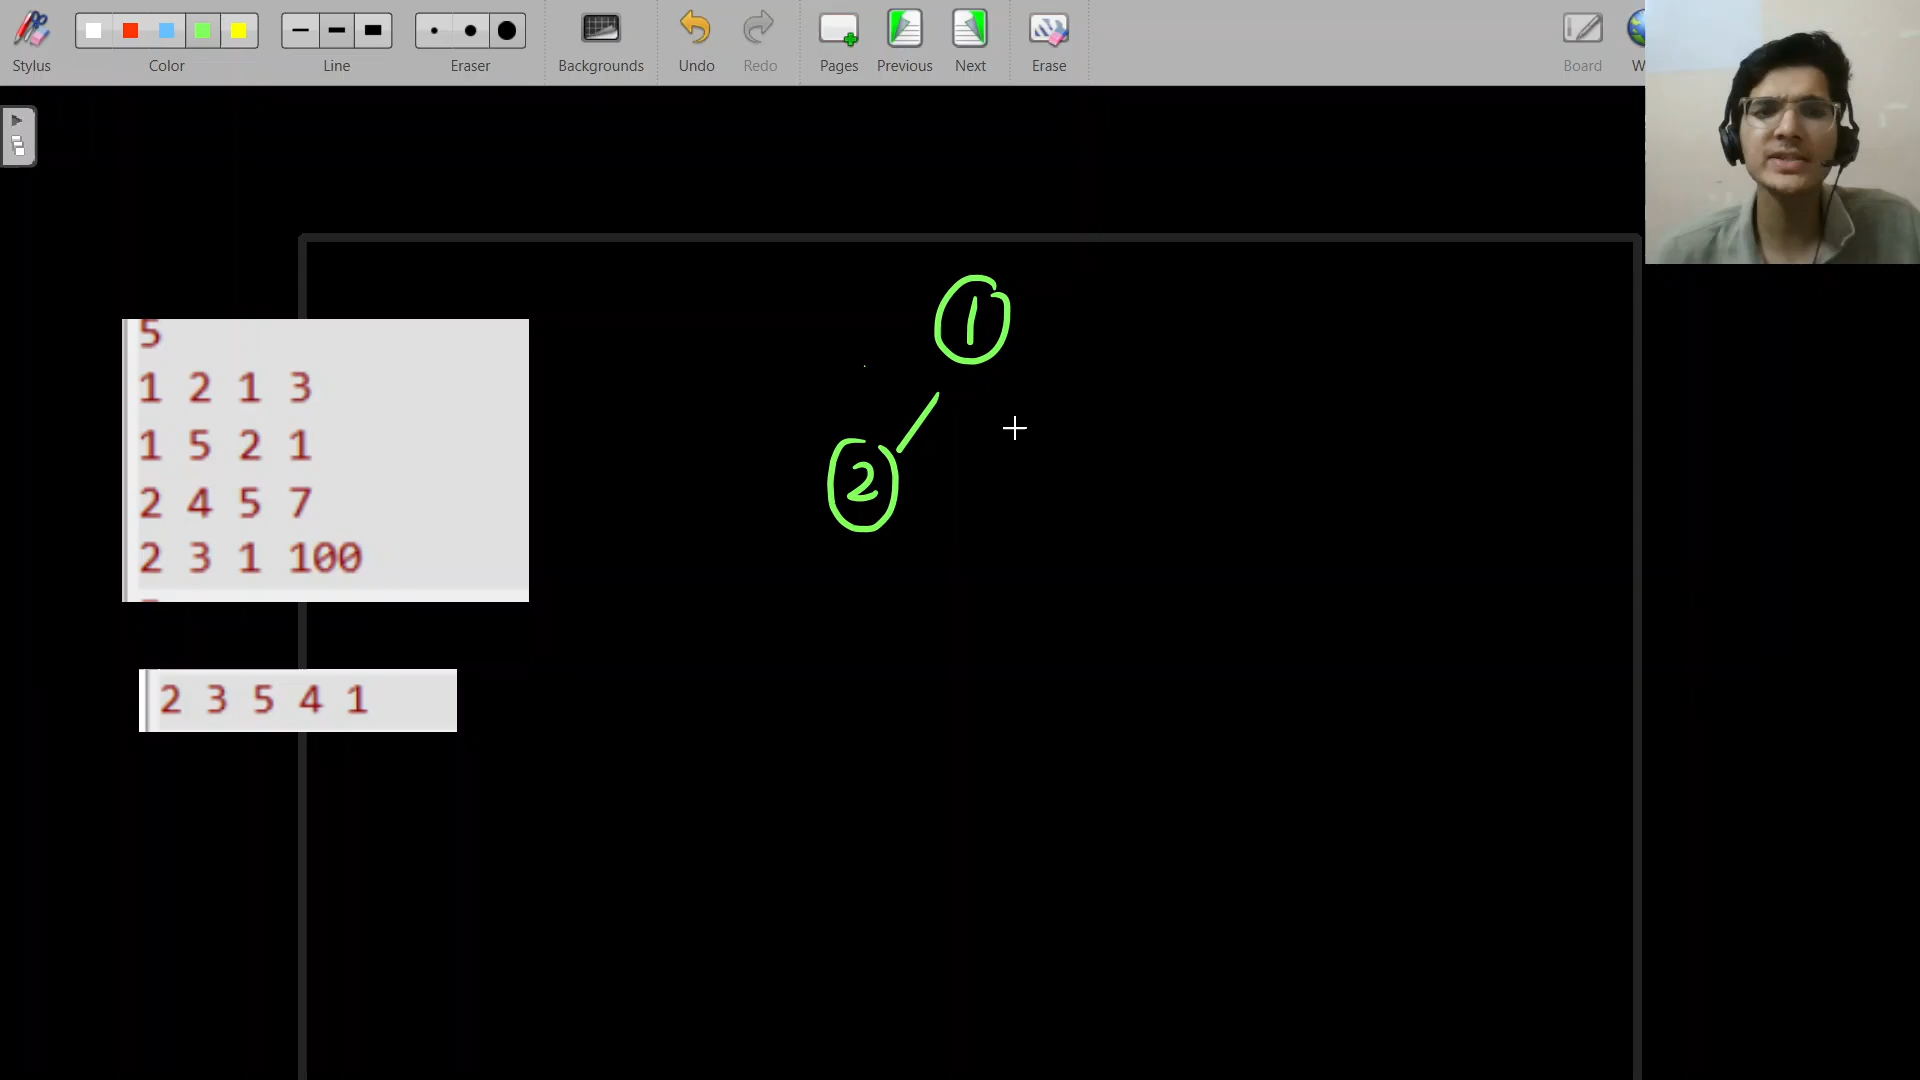 Stylus
Color
Line
Eraser
Backgrounds
Undo
Redo
Pages
Previous
Next
Erase
Board
W
1
2
5
1 2 1 3
1 5 2 1
2 4 5 7
2 3 1 100
2 3 5 4 1